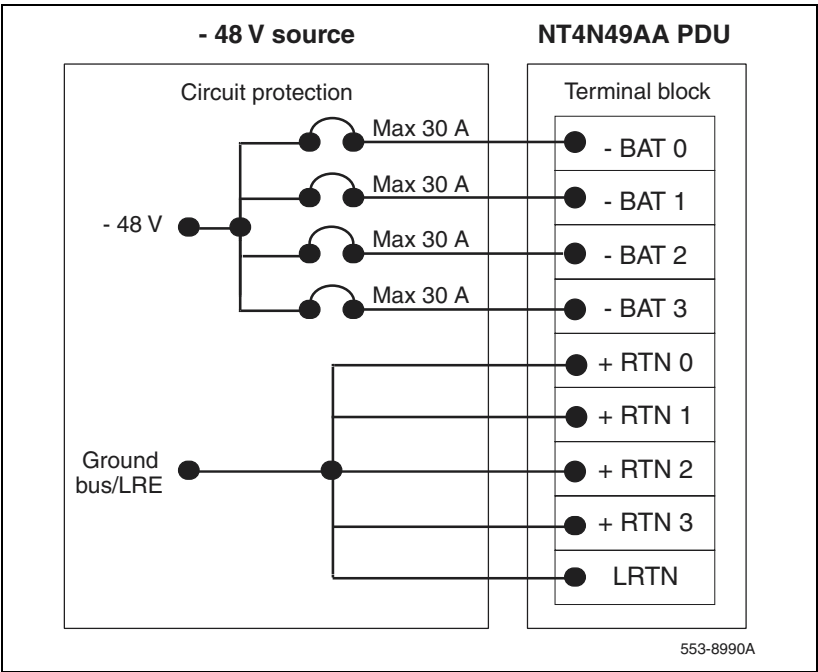 - 48 V source
NT4N49AA PDU
Circuit protection
Terminal block
Max 30 A
- BAT 0
Max 30 A
- BAT 1
- 48 V
Max 30 A
- BAT 2
Max 30 A
- BAT 3
+ RTN 0
+ RTN 1
Ground
bus/LRE
+ RTN 2
+ RTN 3
LRTN
553-8990A